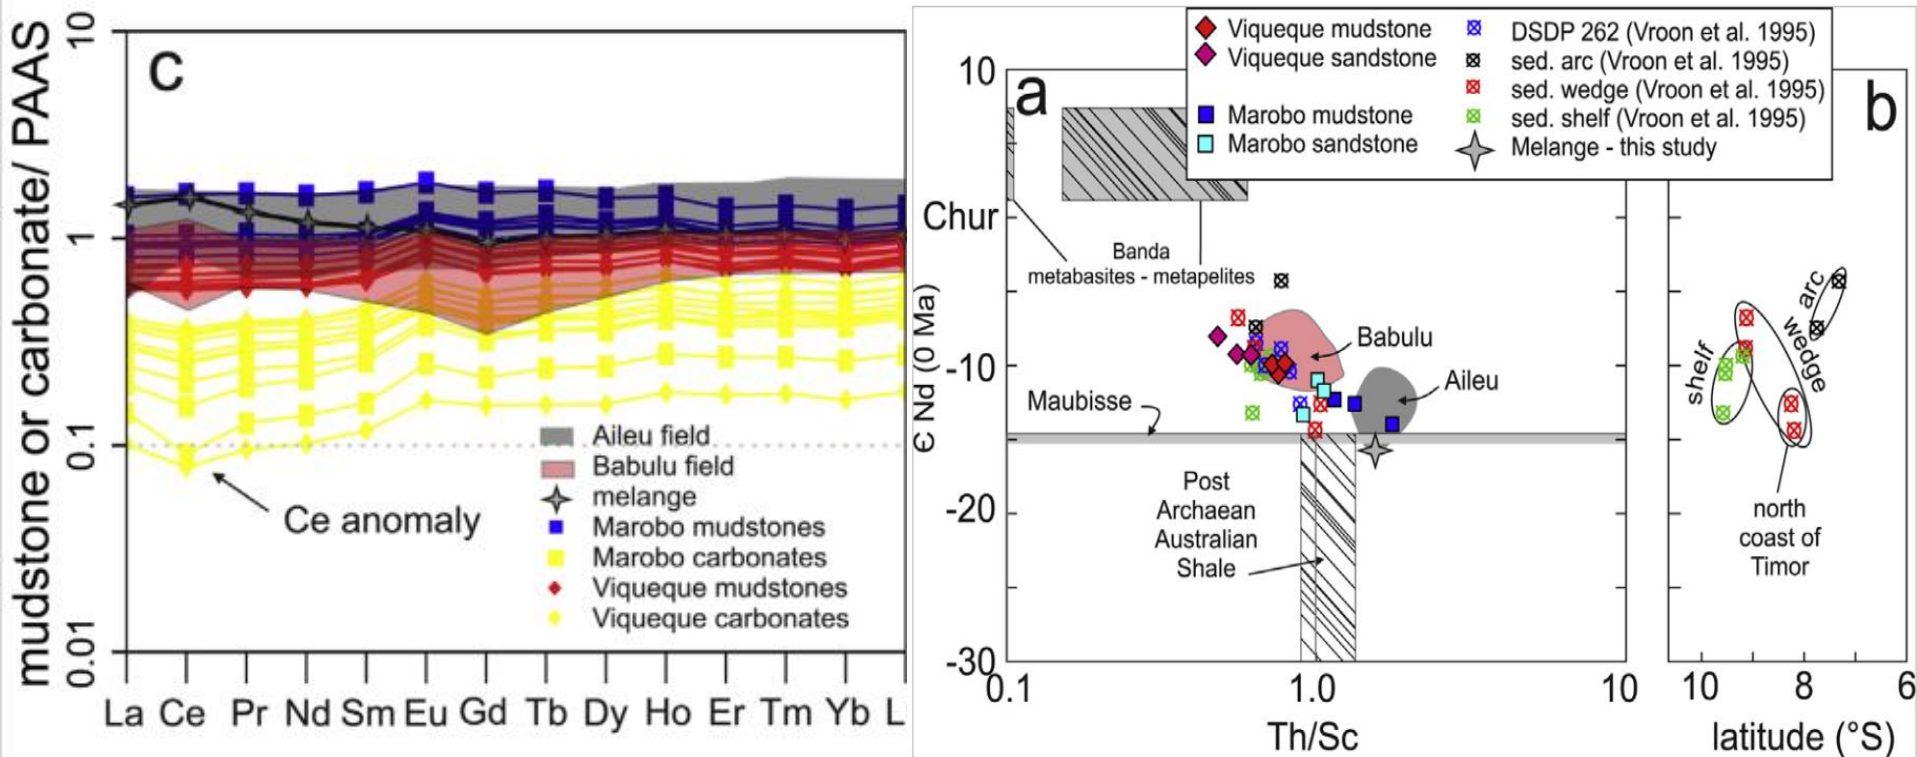 mudstone or carbonate/ PAAS
10
1
0.1
0.01
c
Ce anomaly
Aileu field
Babulu field
melange
Marobo mudstones
Marobo carbonates
Viqueque mudstones
Viqueque carbonates
La Ce Pr Nd Sm Eu Gd Tb Dy Ho Er Tm Yb L
Viqueque mudstone
Viqueque sandstone
Marobo mudstone
Marobo sandstone
DSDP 262 (Vroon et al. 1995)
sed. arc (Vroon et al. 1995)
sed. wedge (Vroon et al. 1995)
sed. shelf (Vroon et al. 1995)
Melange - this study
a
10
Chur
-10
-20
-30
Є Nd (0 Ma)
Banda
metabasites - metapelites
Babulu
Aileu
Maubisse
Post
Archaean
Australian
Shale
0.1 1.0 10
Th/Sc
b
arc
wedge
shelf
north
coast of
Timor
10 8 6
latitude (°S)